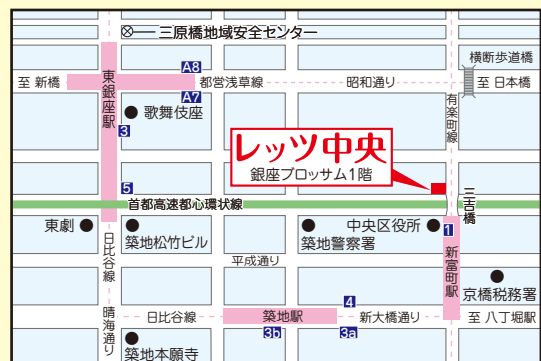 三原橋地域安全センター
横断歩道橋
A8
至 新橋
都営浅草線
昭和通り
至 日本橋
東銀座駅
A7
歌舞伎座
3
有楽町線
レッツ中央
銀座ブロッサム1階
5
三吉橋
首都高速都心環状線
東劇
築地松竹ビル
中央区役所
築地警察署
1
日比谷線
平成通り
新富町駅
京橋税務署
4
晴海通り
日比谷線
築地駅
新大橋通り
至 八丁堀駅
3b
3a
築地本願寺